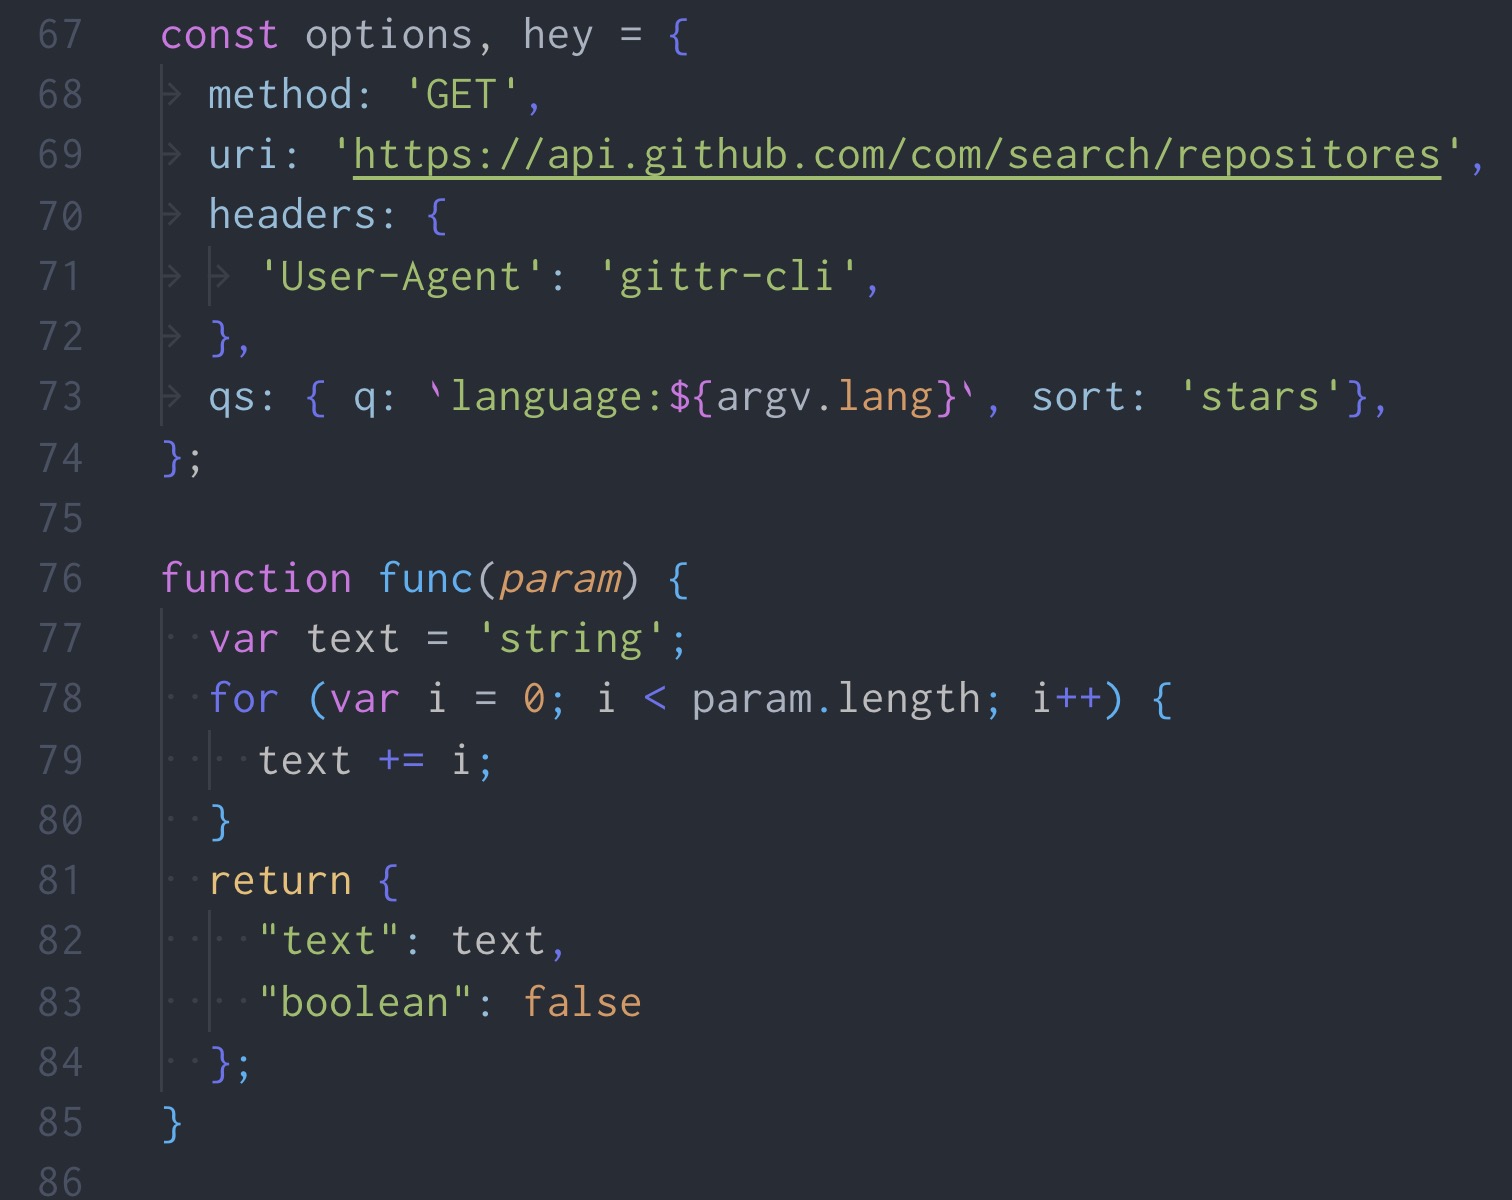 67 const options, hey = {
68 method: 'GET',
69 uri: 'https://api.github.com/com/search/repositores',
70 headers: {
71 'User-Agent': 'gittr-cli',
72 },
73 qs: { q: `language:${argv.lang}`, sort: 'stars'},
74 };
75
76 function func(param) {
77 var text = 'string';
78 for (var i = 0; i < param.length; i++) {
79 text += i;
80 }
81 return {
82 "text": text,
83 "boolean": false
84 };
85 }
86